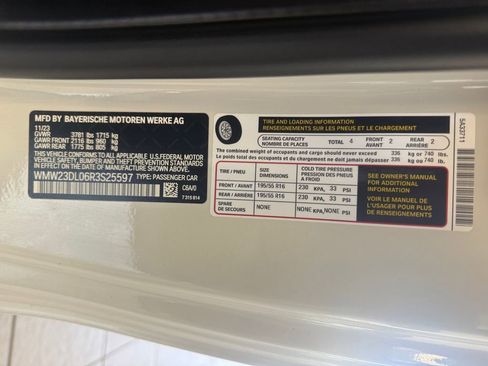 MFD BY BAYERISCHE MOTOREN WERKE AG
11/23
GVWR 3781 lbs 1715 kg
GAWR FRONT 2116 lbs 960 kg
GAWR REAR 1775 lbs 805 kg
THIS VEHICLE CONFORMS TO ALL APPLICABLE U.S. FEDERAL MOTOR
VEHICLE SAFETY, BUMPER AND THEFT PREVENTION STANDARDS
IN EFFECT ON THE DATE OF MANUFACTURE SHOWN ABOVE.
WMW23DL06R3S25597 TYPE: PASSENGER CAR
C6A/0
7 315 814
TIRE AND LOADING INFORMATION
RENSEIGNEMENTS SUR LES PNEUS ET LE CHARGEMENT
SEATING CAPACITY TOTAL 4 FRONT 2 REAR 2
NOMBRE DE PLACES AVANT ARRIÈRE
The combined weight of occupants and cargo should never exceed 336 kg or 740 lbs.
Le poids total des occupants et du chargement ne doit jamais dépasser 336 kg ou 740 lb.
TIRE / PNEU SIZE DIMENSIONS COLD TIRE PRESSURE PRESSION DES PNEUS A FROID
FRONT / AVANT 195/55 R16 230 KPA, 33 PSI
REAR / ARRIÈRE 195/55 R16 230 KPA, 33 PSI
SPARE DE SECOURS NONE NONE
SEE OWNER'S MANUAL
FOR ADDITIONAL
INFORMATION
VOIR LE MANUEL DE
L'USAGER POUR PLUS DE
RENSEIGNEMENTS
5A33711